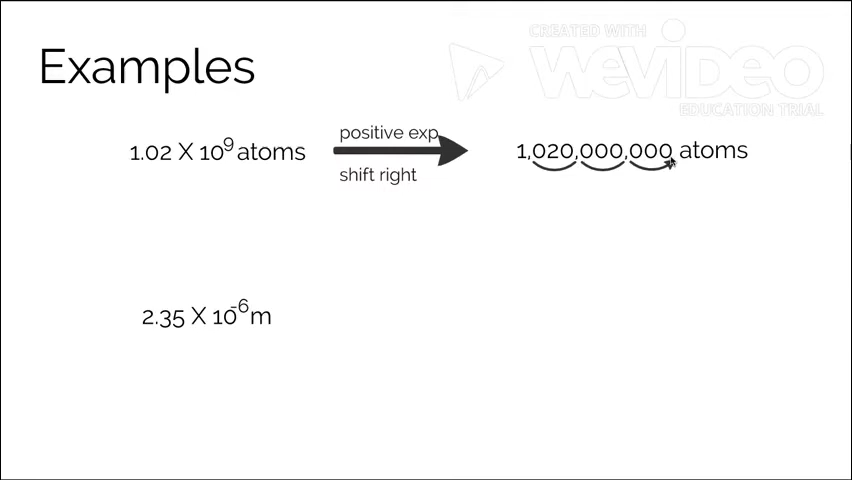 CREATED WITH
WeVideo
EDUCATION TRIAL
Examples
1.02 X 10⁹ atoms
positive exp
shift right
1,020,000,000 atoms
2.35 X 10⁻⁶ m